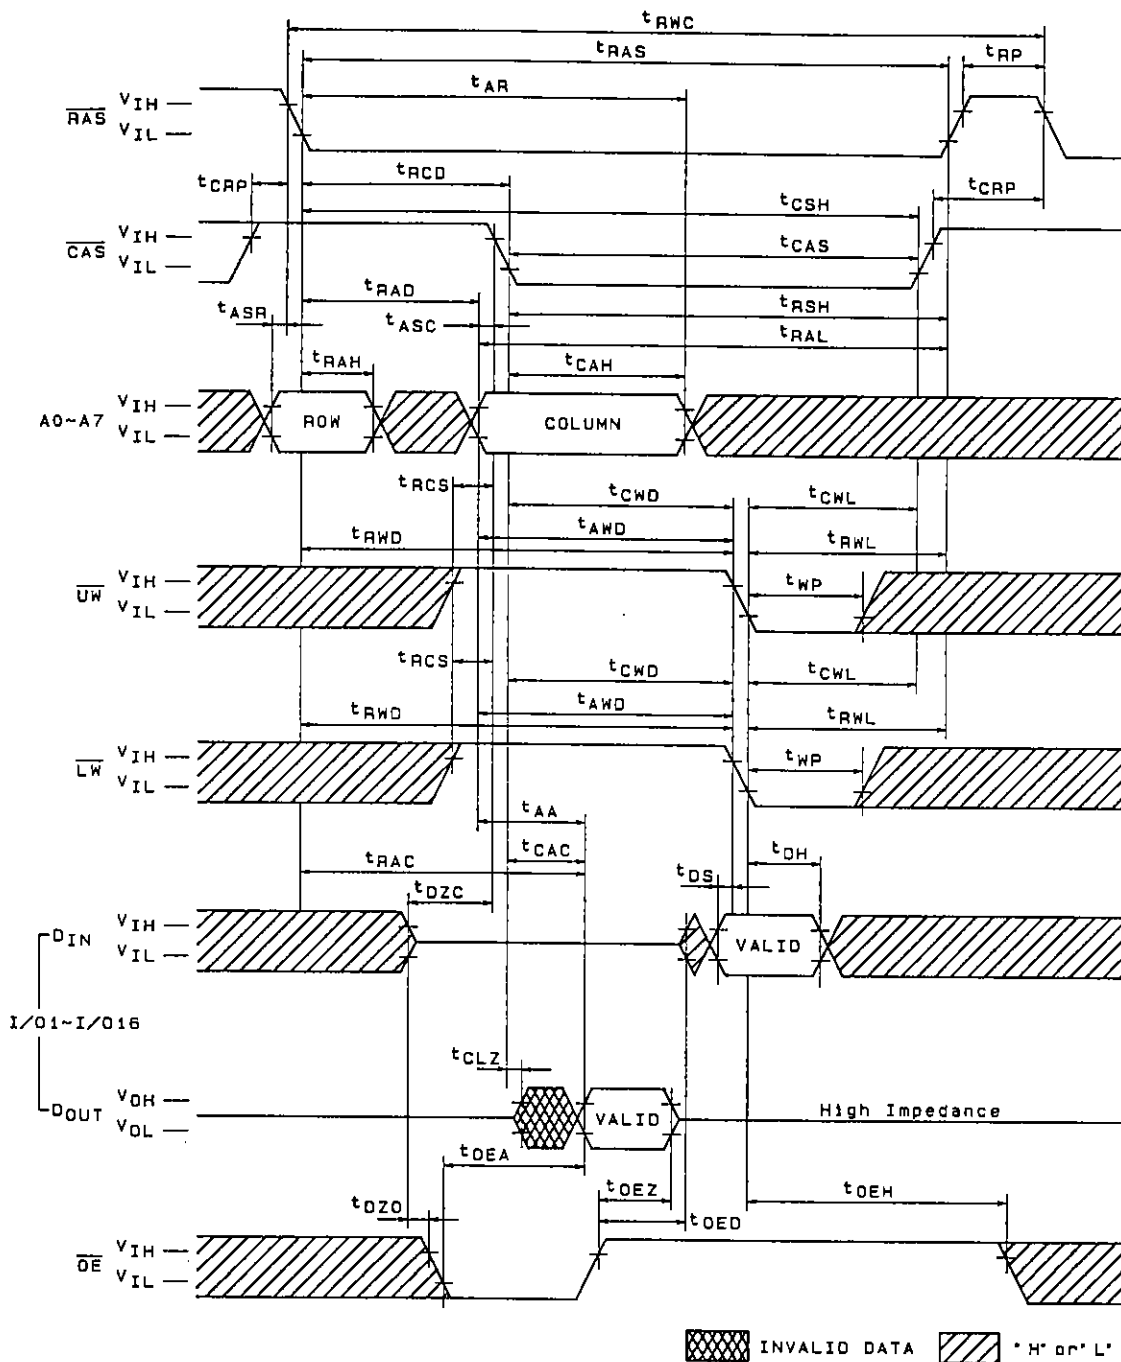 tRWC
tRAS
tRP
tAR
RAS VIH
VIL
tCRP
tRCD
tCRP
tCSH
CAS VIH
VIL
tCAS
tRAD
tRSH
tASR
tASC
tRAL
tRAH
tCAH
A0~A7 VIH
VIL
ROW
COLUMN
tRCS
tCWD
tCWL
tAWD
tRWD
tRWL
UW VIH
VIL
tWP
tRCS
tCWD
tCWL
tAWD
tRWD
tRWL
LW VIH
VIL
tWP
tAA
tCAC
tRAC
tDH
tDS
tDZC
DIN VIH
VIL
VALID
I/O1~I/O16
tCLZ
DOUT VOH
VOL
VALID
High Impedance
tOEA
tOEZ
tOEH
tDZO
tOED
OE VIH
VIL
INVALID DATA
"H" or "L"